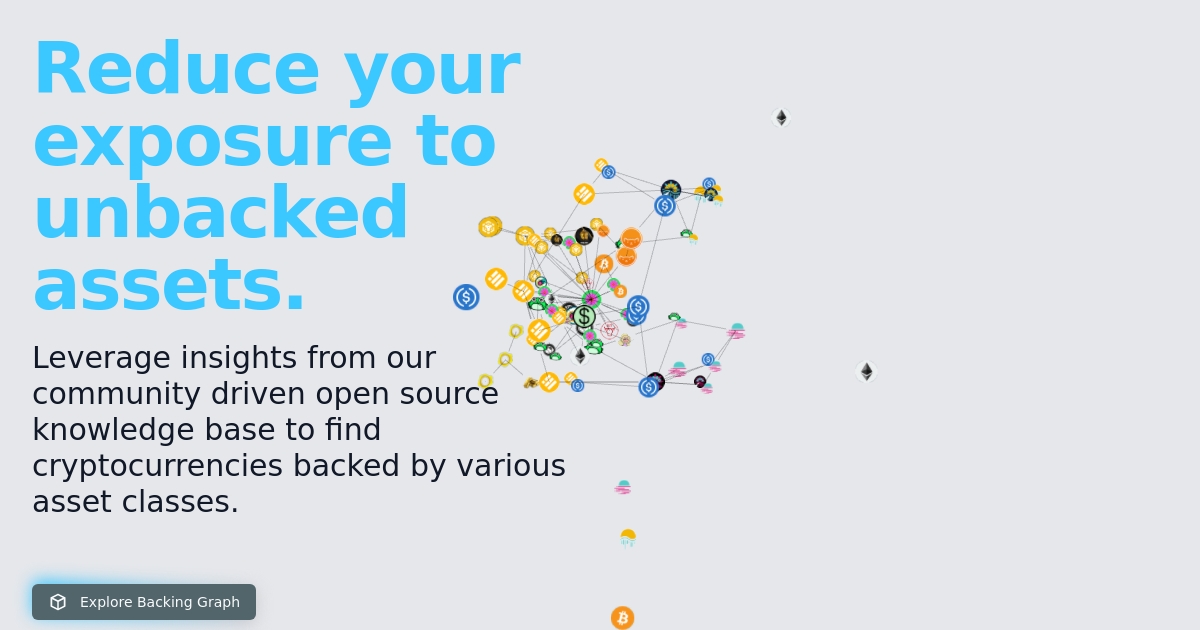 Reduce your
exposure to
unbacked
assets.
Leverage insights from our
community driven open source
knowledge base to find
cryptocurrencies backed by various
asset classes.
Explore Backing Graph